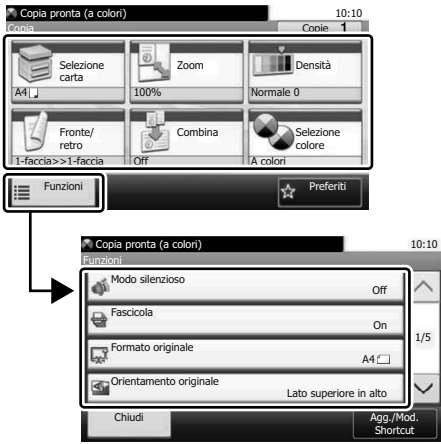 Copia pronta (a colori) 10:10
Copia Copie 1
Selezione carta
A4
Zoom
100%
Densità
Normale 0
Fronte/
retro
1-faccia>>1-faccia
Combina
Off
Selezione
colore
A colori
Funzioni
Preferiti
Copia pronta (a colori) 10:10
Funzioni
Modo silenzioso
Off
Fascicola
On
1/5
Formato originale
A4
Orientamento originale
Lato superiore in alto
Chiudi
Agg./Mod.
Shortcut